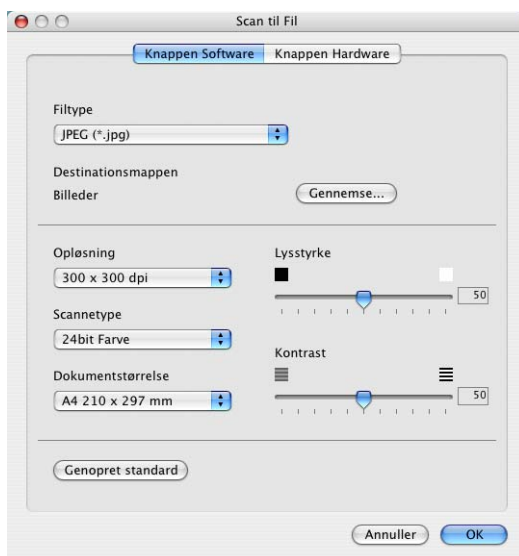 Scan til Fil
Knappen Software Knappen Hardware
Filtype
JPEG (*.jpg)
Destinationsmappen
Billeder Gennemse...
Opløsning Lysstyrke
300 x 300 dpi
50
Scannetype
24bit Farve
Kontrast
Dokumentstørrelse
A4 210 x 297 mm 50
Genopret standard
Annuller OK